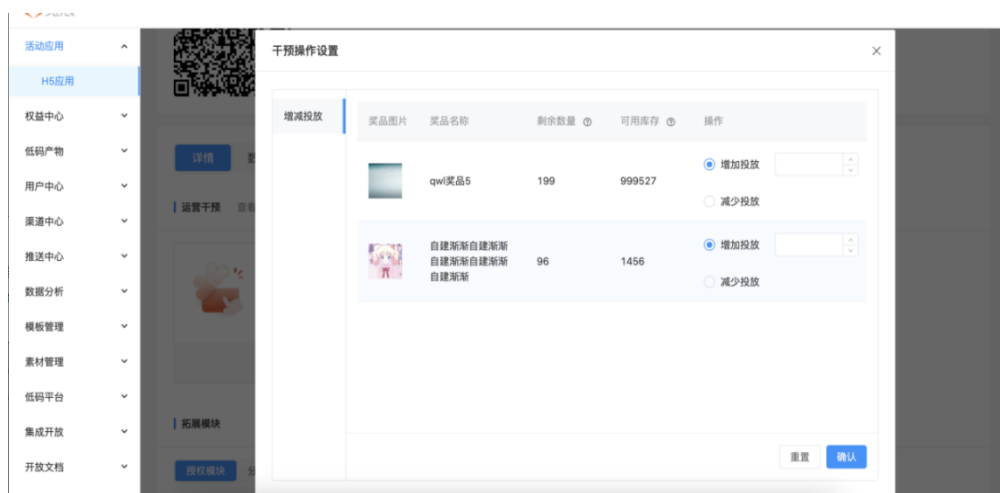 活动应用
H5应用
权益中心
低码产物
用户中心
渠道中心
推送中心
数据分析
模板管理
素材管理
低码平台
集成开放
开放文档
详情
运营干预 查看
拓展模块
授权模块 分
干预操作设置
增减投放
奖品图片 奖品名称 剩余数量 可用库存 操作
qwl奖品5 199 999527 增加投放
减少投放
自建渐渐自建渐渐
自建渐渐自建渐渐
自建渐渐
96 1456 增加投放
减少投放
重置 确认